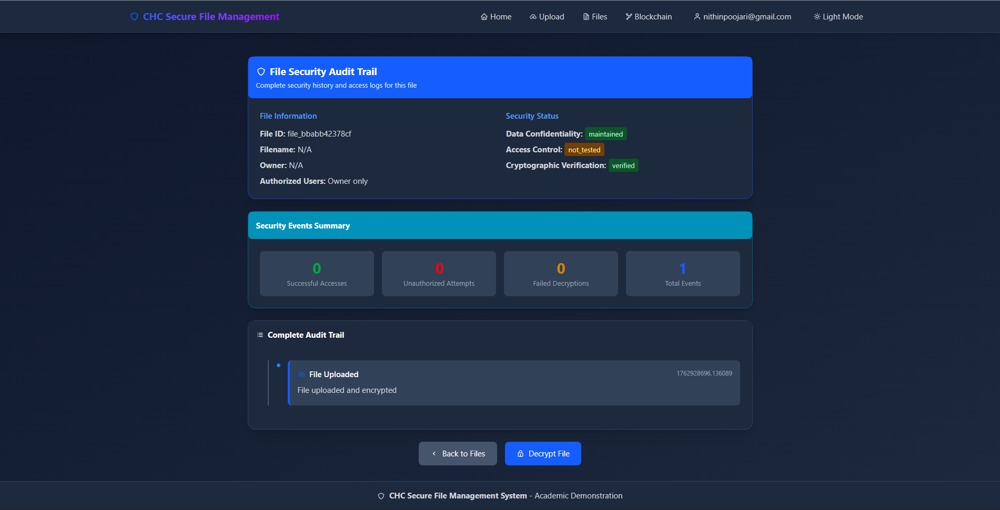 CHC Secure File Management
Home
Upload
Files
Blockchain
nithinpoojari@gmail.com
Light Mode
File Security Audit Trail
Complete security history and access logs for this file
File Information
File ID: file_bbabb42378cf
Filename: N/A
Owner: N/A
Authorized Users: Owner only
Security Status
Data Confidentiality: maintained
Access Control: not_tested
Cryptographic Verification: verified
Security Events Summary
0
Successful Accesses
0
Unauthorized Attempts
0
Failed Decryptions
1
Total Events
Complete Audit Trail
File Uploaded
1762928696.136089
File uploaded and encrypted
Back to Files
Decrypt File
CHC Secure File Management System - Academic Demonstration